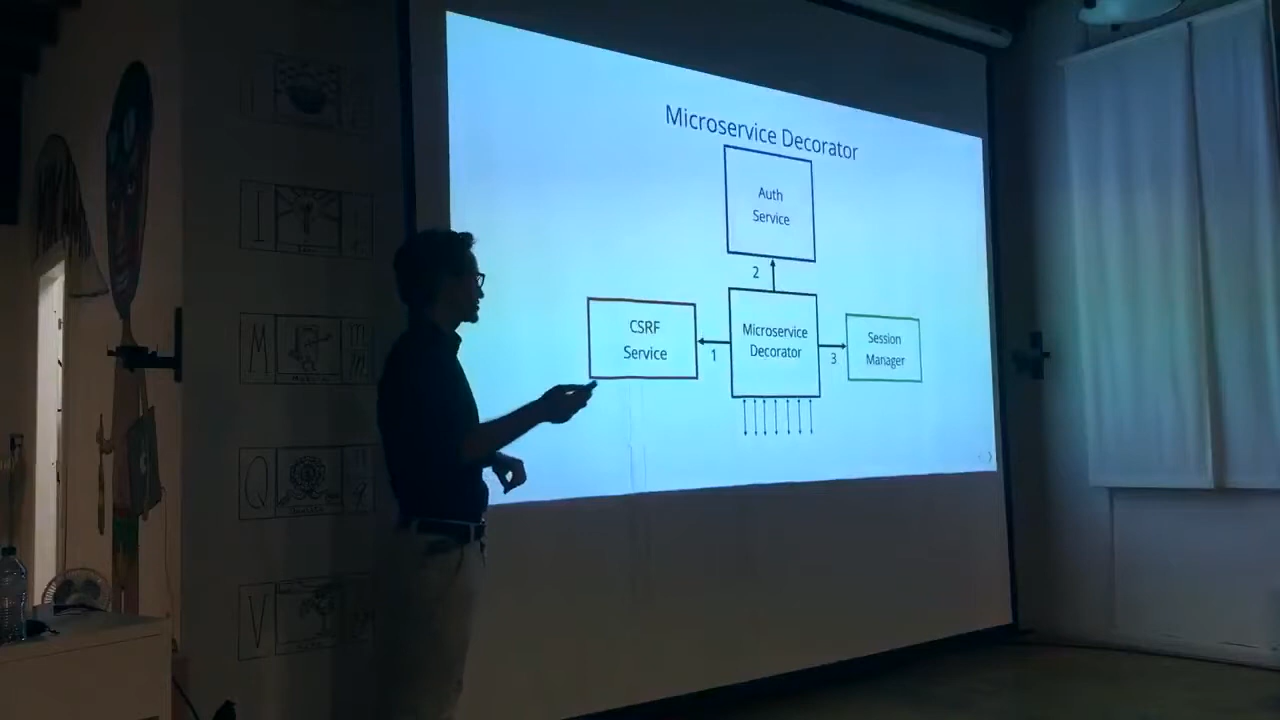 Microservice Decorator
Auth
Service
2
CSRF
Service
1
Microservice
Decorator
3
Session
Manager
I
M
Q
V